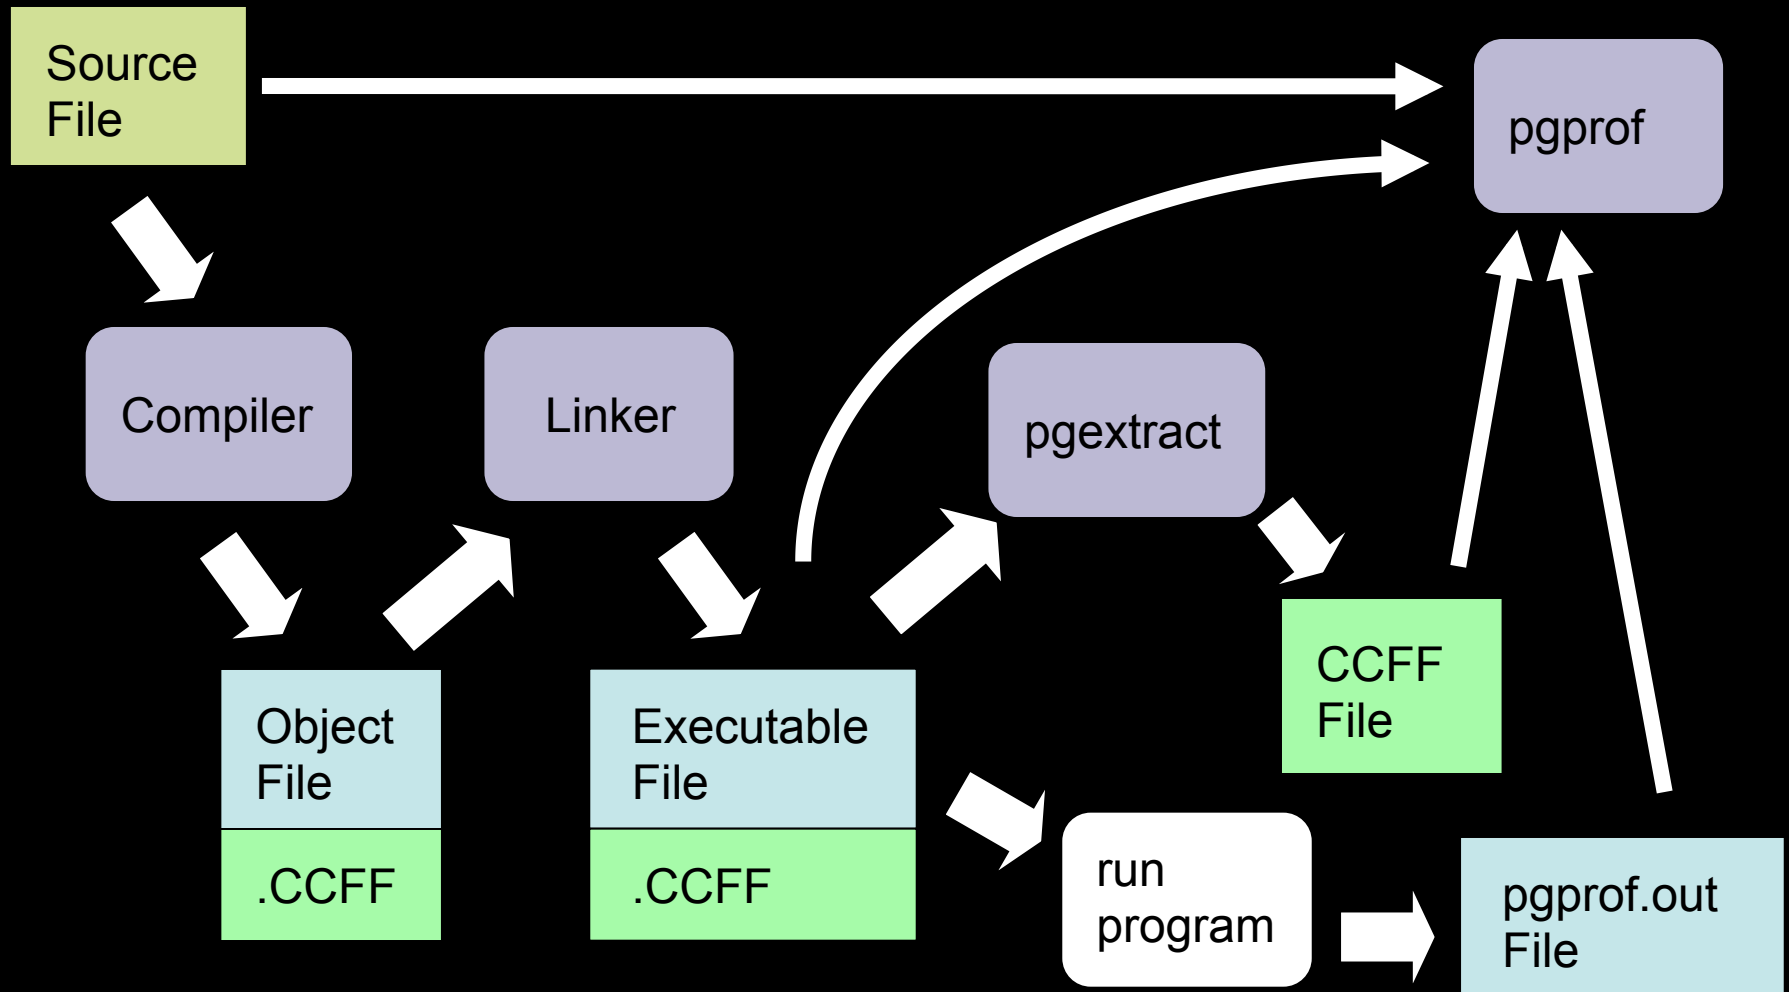 Source
File
pgprof
Compiler
Linker
pgextract
Object
File
.CCFF
Executable
File
.CCFF
CCFF
File
run
program
pgprof.out
File